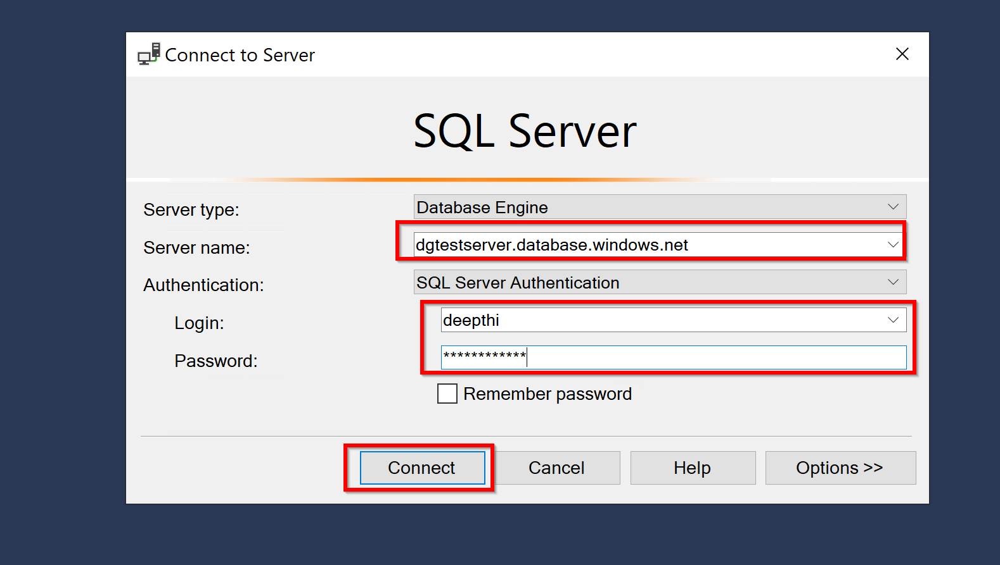 Connect to Server
SQL Server
Server type: Database Engine
Server name: dgtestserver.database.windows.net
Authentication: SQL Server Authentication
Login: deepthi
Password: ************
Remember password
Connect Cancel Help Options >>